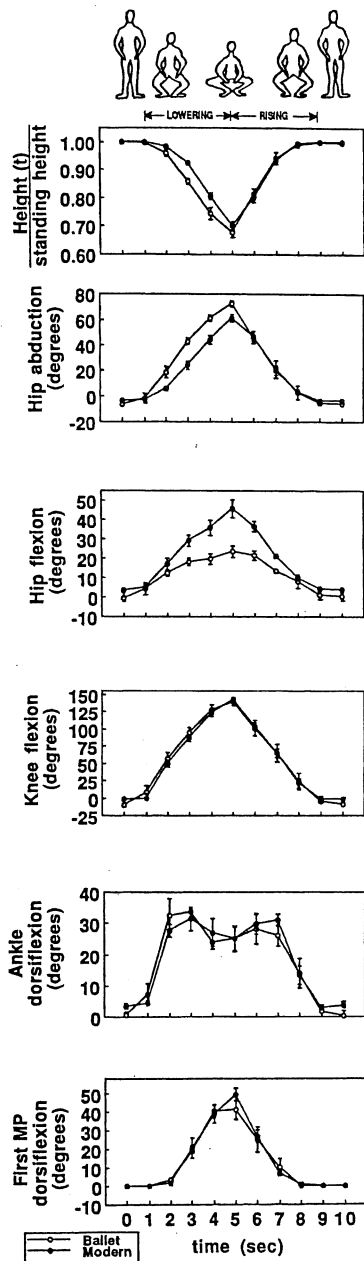 LOWERING
RISING
Height (t)
standing height
1.00
0.90
0.80
0.70
0.60
Hip abduction
(degrees)
80
60
40
20
0
-20
Hip flexion
(degrees)
50
40
30
20
10
0
-10
Knee flexion
(degrees)
150
125
100
75
50
25
0
-25
Ankle
dorsiflexion
(degrees)
40
30
20
10
0
First MP
dorsiflexion
(degrees)
50
40
30
20
10
0
-10
0 1 2 3 4 5 6 7 8 9 10
time (sec)
Ballet
Modern